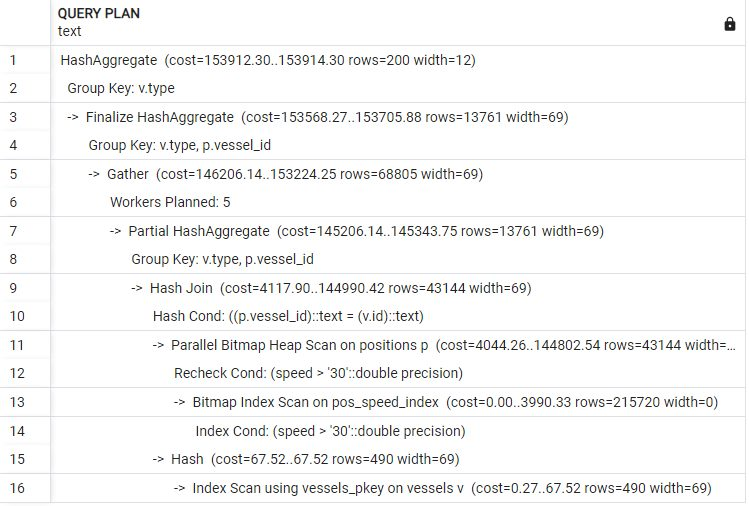 QUERY PLAN
text
1 HashAggregate (cost=153912.30..153914.30 rows=200 width=12)
2 Group Key: v.type
3 -> Finalize HashAggregate (cost=153568.27..153705.88 rows=13761 width=69)
4 Group Key: v.type, p.vessel_id
5 -> Gather (cost=146206.14..153224.25 rows=68805 width=69)
6 Workers Planned: 5
7 -> Partial HashAggregate (cost=145206.14..145343.75 rows=13761 width=69)
8 Group Key: v.type, p.vessel_id
9 -> Hash Join (cost=4117.90..144990.42 rows=43144 width=69)
10 Hash Cond: ((p.vessel_id)::text = (v.id)::text)
11 -> Parallel Bitmap Heap Scan on positions p (cost=4044.26..144802.54 rows=43144 width=...
12 Recheck Cond: (speed > '30'::double precision)
13 -> Bitmap Index Scan on pos_speed_index (cost=0.00..3990.33 rows=215720 width=0)
14 Index Cond: (speed > '30'::double precision)
15 -> Hash (cost=67.52..67.52 rows=490 width=69)
16 -> Index Scan using vessels_pkey on vessels v (cost=0.27..67.52 rows=490 width=69)